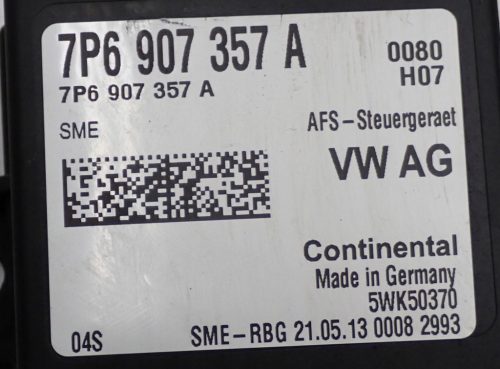 7P6 907 357 A
0080
7P6 907 357 A
H07
SME
AFS-Steuergeraet
VW AG
Continental
Made in Germany
5WK50370
04S
SME-RBG 21.05.13 0008 2993